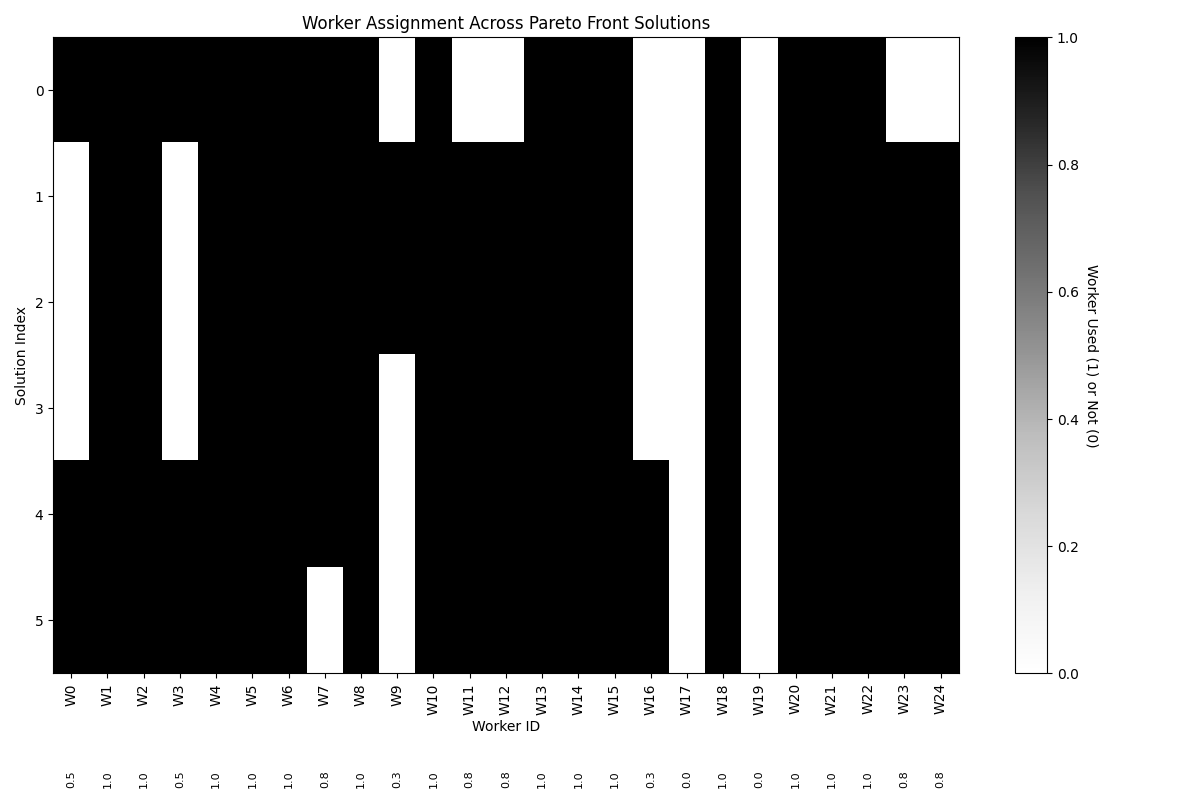 Worker Assignment Across Pareto Front Solutions
Solution Index
0
1
2
3
4
5
W0 W1 W2 W3 W4 W5 W6 W7 W8 W9 W10 W11 W12 W13 W14 W15 W16 W17 W18 W19 W20 W21 W22 W23 W24
Worker ID
0.5 1.0 1.0 0.5 1.0 1.0 1.0 0.8 1.0 0.3 1.0 0.8 0.8 1.0 1.0 1.0 0.3 0.0 1.0 0.0 1.0 1.0 1.0 0.8 0.8
1.0
0.8
0.6
0.4
0.2
0.0
Worker Used (1) or Not (0)